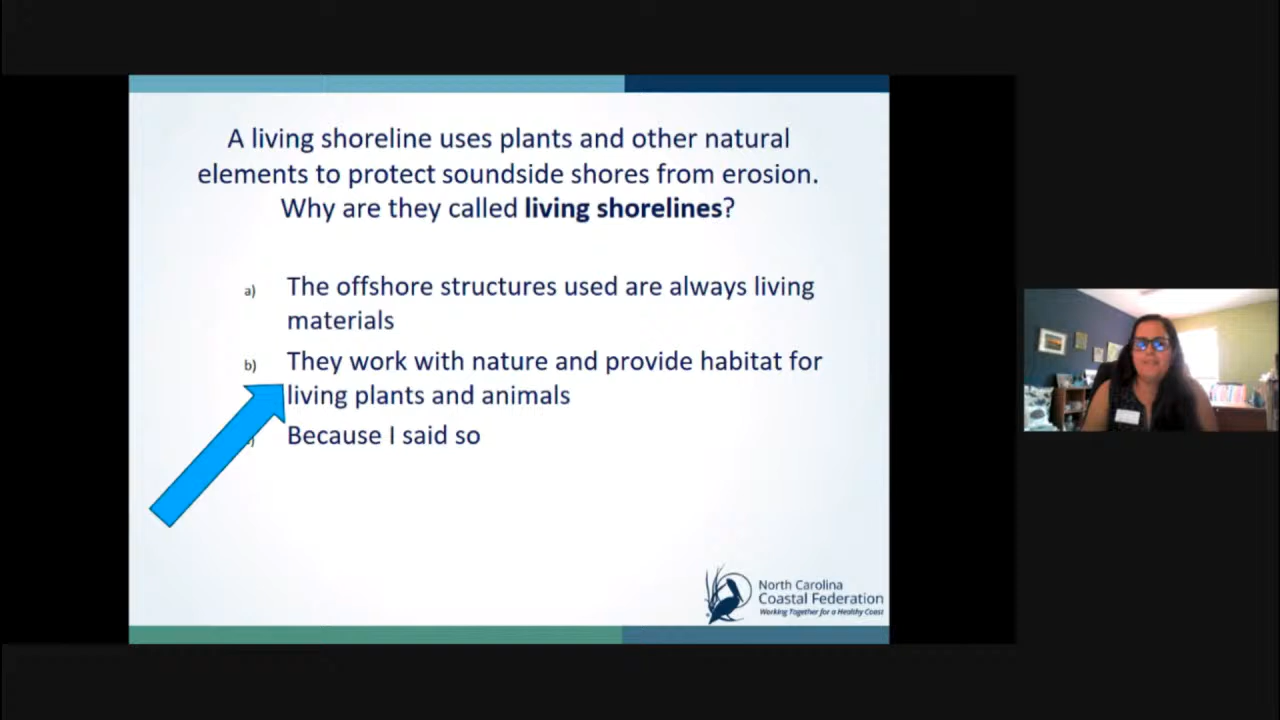 A living shoreline uses plants and other natural
elements to protect soundside shores from erosion.
Why are they called living shorelines?
a) The offshore structures used are always living
materials
b) They work with nature and provide habitat for
living plants and animals
Because I said so
North Carolina
Coastal Federation
Working Together for a Healthy Coast